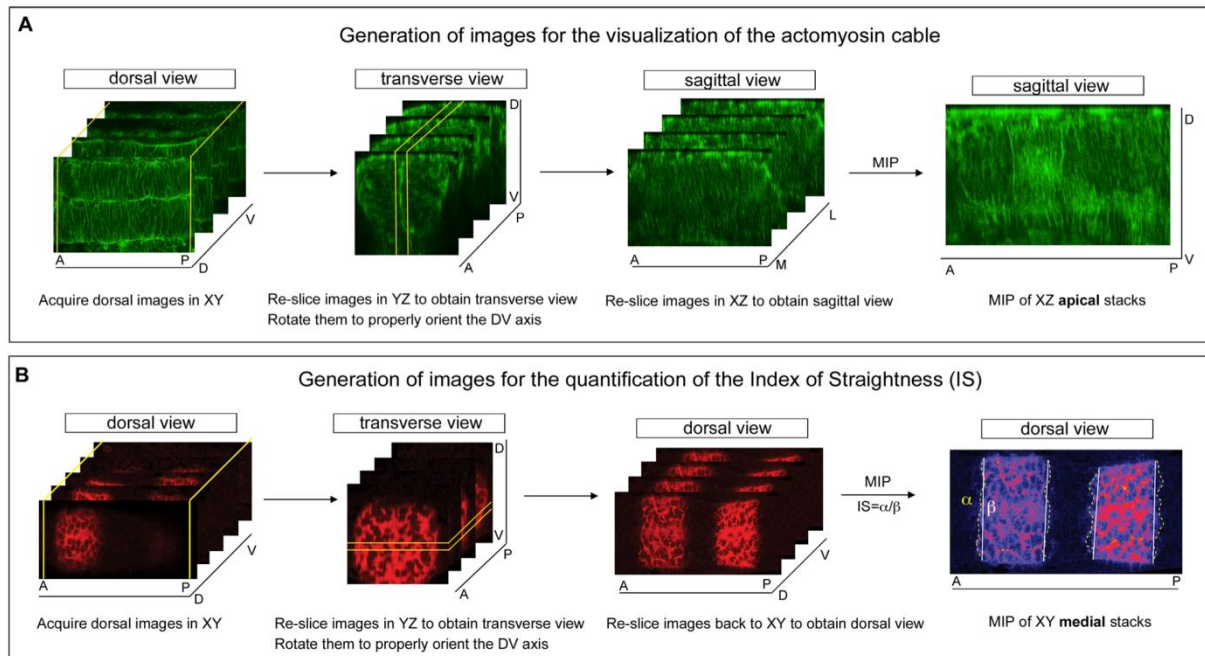 A
Generation of images for the visualization of the actomyosin cable
dorsal view
transverse view
sagittal view
sagittal view
D
D
MIP
V
V
P
L
A
P
D
A
A
P
M
A
V
P
Acquire dorsal images in XY
Re-slice images in YZ to obtain transverse view
Rotate them to properly orient the DV axis
Re-slice images in XZ to obtain sagittal view
MIP of XZ apical stacks
B
Generation of images for the quantification of the Index of Straightness (IS)
dorsal view
transverse view
dorsal view
dorsal view
D
MIP
IS=α/β
α
β
V
V
P
V
A
P
D
A
A
P
D
A
P
Acquire dorsal images in XY
Re-slice images in YZ to obtain transverse view
Rotate them to properly orient the DV axis
Re-slice images back to XY to obtain dorsal view
MIP of XY medial stacks